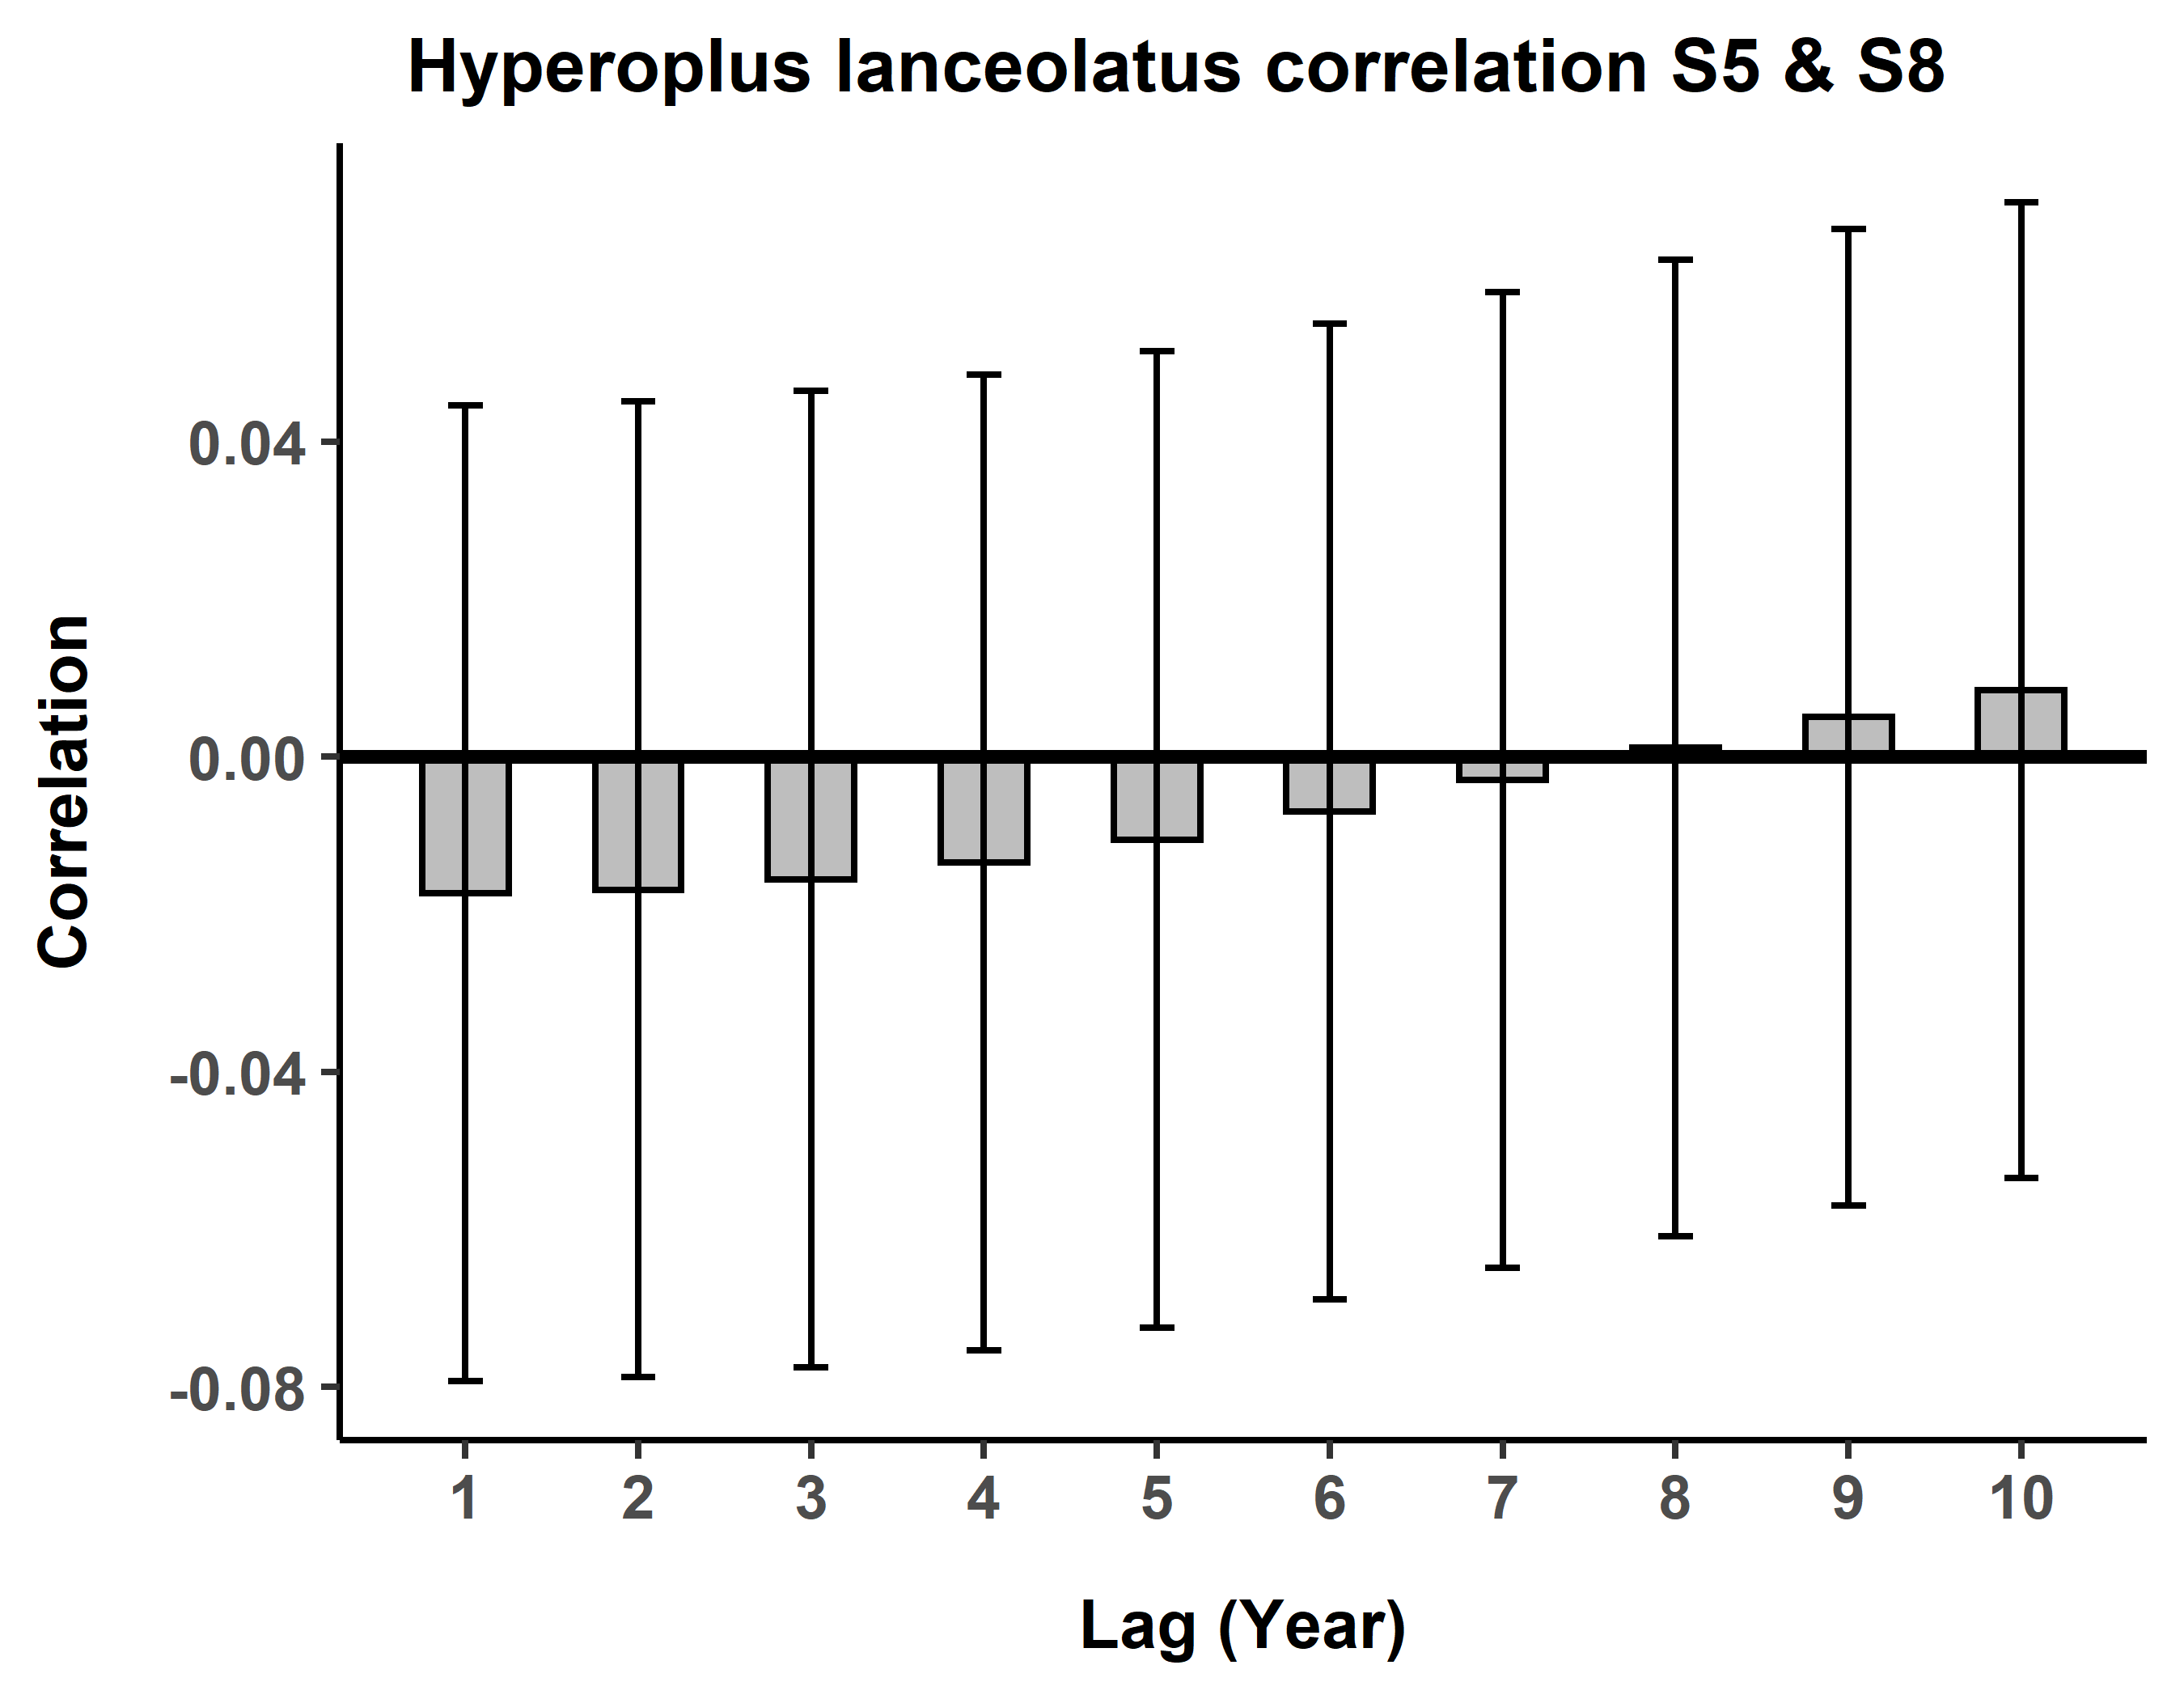 Hyperoplus lanceolatus correlation S5 & S8
Correlation
0.04
0.00
-0.04
-0.08
1 2 3 4 5 6 7 8 9 10
Lag (Year)